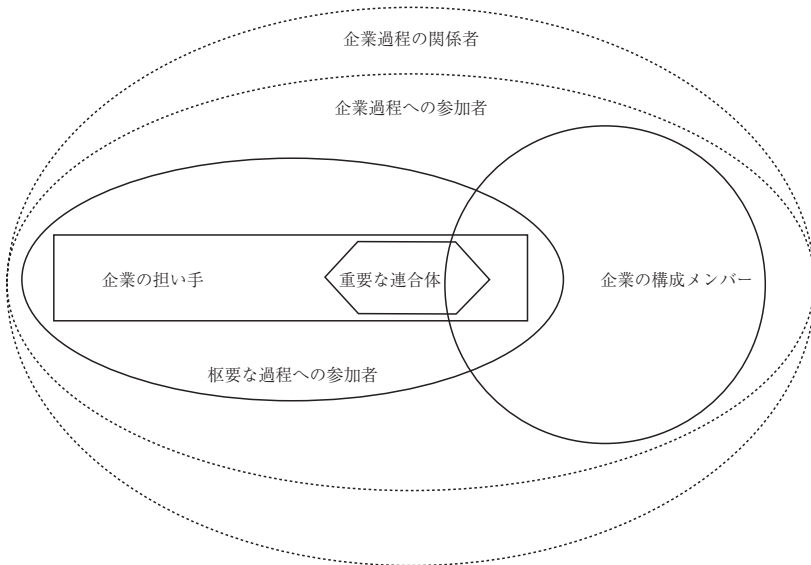 企業過程の関係者
企業過程への参加者
企業の担い手
重要な連合体
企業の構成メンバー
枢要な過程への参加者